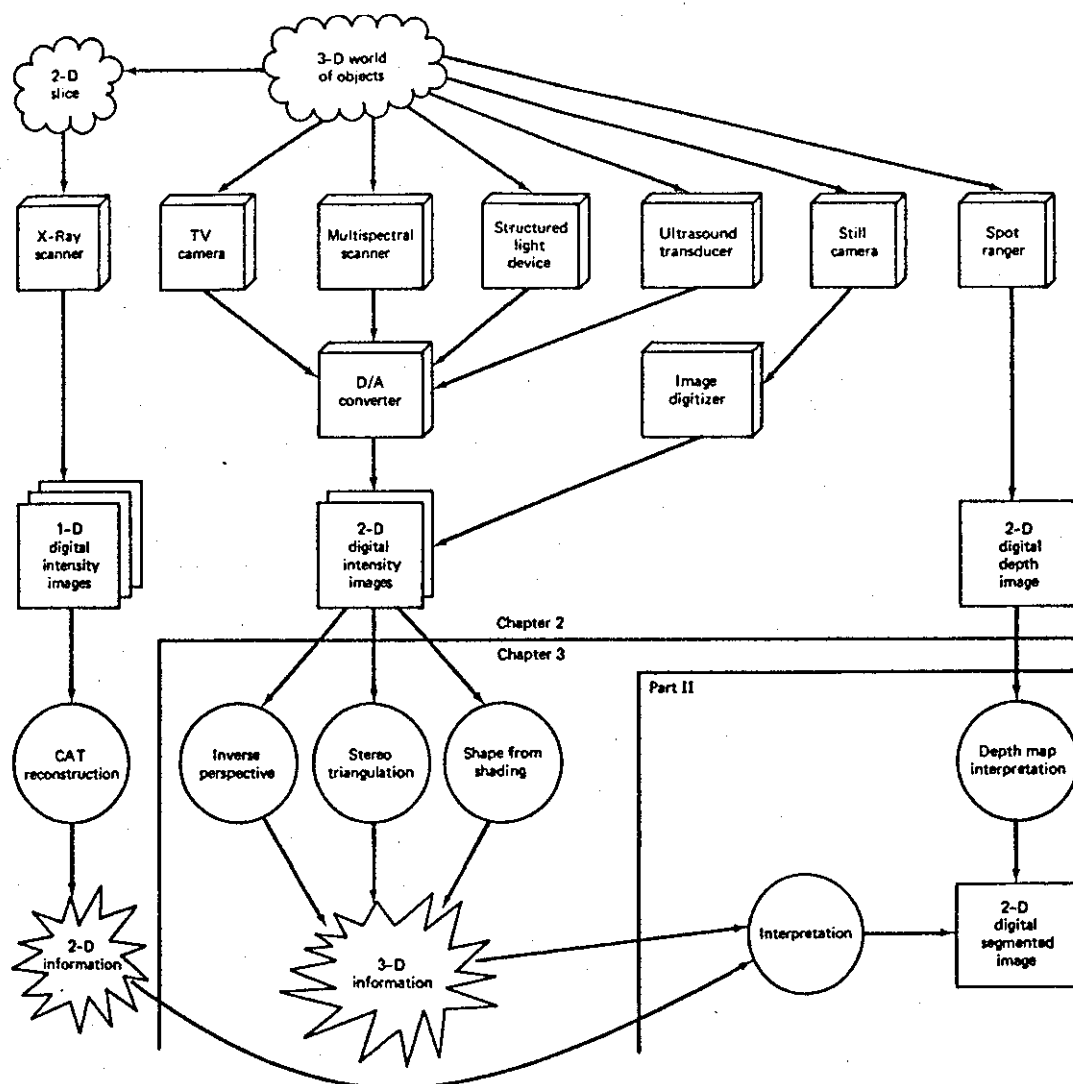 3-D world
of objects
2-D
slice
X-Ray
scanner
TV
camera
Multispectral
scanner
Structured
light
device
Ultrasound
transducer
Still
camera
Spot
ranger
D/A
converter
Image
digitizer
1-D
digital
intensity
images
2-D
digital
intensity
images
2-D
digital
depth
image
Chapter 2
Chapter 3
Part II
CAT
reconstruction
Inverse
perspective
Stereo
triangulation
Shape from
shading
Depth map
interpretation
2-D
information
3-D
information
Interpretation
2-D
digital
segmented
image